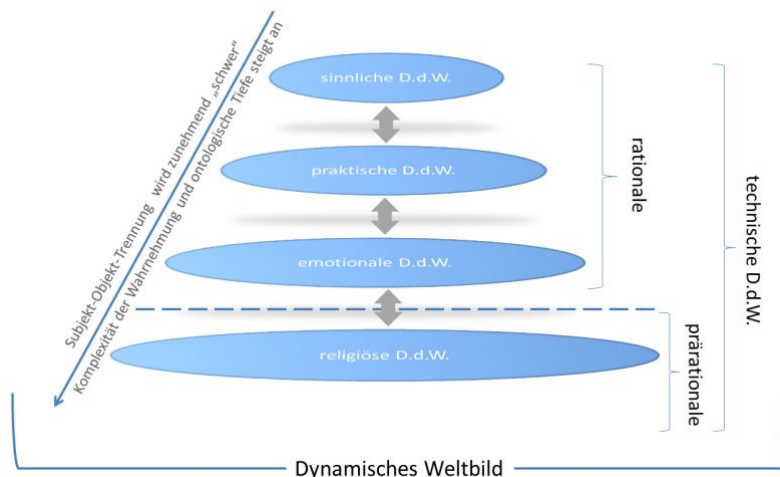 Subjekt-Objekt-Trennung wird zunehmend „schwer“
Komplexität der Wahrnehmung und ontologische Tiefe steigt an
sinnliche D.d.W.
praktische D.d.W.
emotionale D.d.W.
religiöse D.d.W.
rationale
prärationale
technische D.d.W.
Dynamisches Weltbild